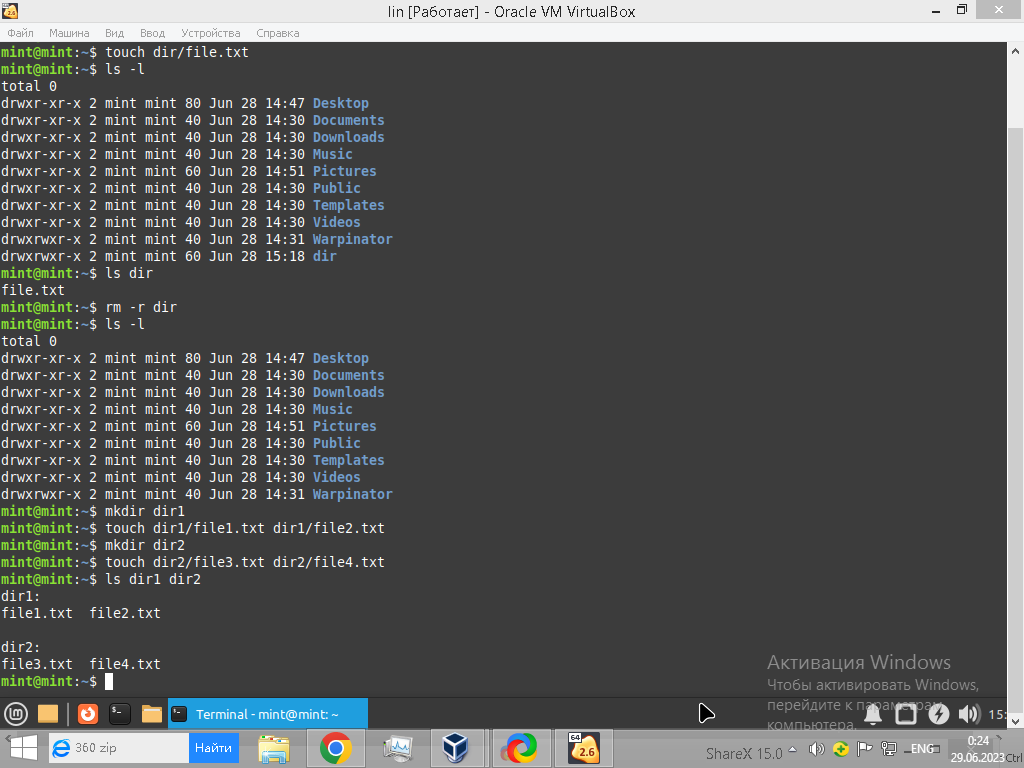 lin [Работает] - Oracle VM VirtualBox
Файл Машина Вид Ввод Устройства Справка
mint@mint:~$ touch dir/file.txt
mint@mint:~$ ls -l
total 0
drwxr-xr-x 2 mint mint 80 Jun 28 14:47 Desktop
drwxr-xr-x 2 mint mint 40 Jun 28 14:30 Documents
drwxr-xr-x 2 mint mint 40 Jun 28 14:30 Downloads
drwxr-xr-x 2 mint mint 40 Jun 28 14:30 Music
drwxr-xr-x 2 mint mint 60 Jun 28 14:51 Pictures
drwxr-xr-x 2 mint mint 40 Jun 28 14:30 Public
drwxr-xr-x 2 mint mint 40 Jun 28 14:30 Templates
drwxr-xr-x 2 mint mint 40 Jun 28 14:30 Videos
drwxrwxr-x 2 mint mint 40 Jun 28 14:31 Warpinator
drwxrwxr-x 2 mint mint 60 Jun 28 15:18 dir
mint@mint:~$ ls dir
file.txt
mint@mint:~$ rm -r dir
mint@mint:~$ ls -l
total 0
drwxr-xr-x 2 mint mint 80 Jun 28 14:47 Desktop
drwxr-xr-x 2 mint mint 40 Jun 28 14:30 Documents
drwxr-xr-x 2 mint mint 40 Jun 28 14:30 Downloads
drwxr-xr-x 2 mint mint 40 Jun 28 14:30 Music
drwxr-xr-x 2 mint mint 60 Jun 28 14:51 Pictures
drwxr-xr-x 2 mint mint 40 Jun 28 14:30 Public
drwxr-xr-x 2 mint mint 40 Jun 28 14:30 Templates
drwxr-xr-x 2 mint mint 40 Jun 28 14:30 Videos
drwxrwxr-x 2 mint mint 40 Jun 28 14:31 Warpinator
mint@mint:~$ mkdir dir1
mint@mint:~$ touch dir1/file1.txt dir1/file2.txt
mint@mint:~$ mkdir dir2
mint@mint:~$ touch dir2/file3.txt dir2/file4.txt
mint@mint:~$ ls dir1 dir2
dir1:
file1.txt  file2.txt
dir2:
file3.txt  file4.txt
mint@mint:~$
Активация Windows
Чтобы активировать Windows,
перейдите к параметрам
компьютера.
Terminal - mint@mint: ~
15:
360 zip
Найти
64
2.6
ShareX 15.0
ENG
0:24
29.06.2023
Ctrl